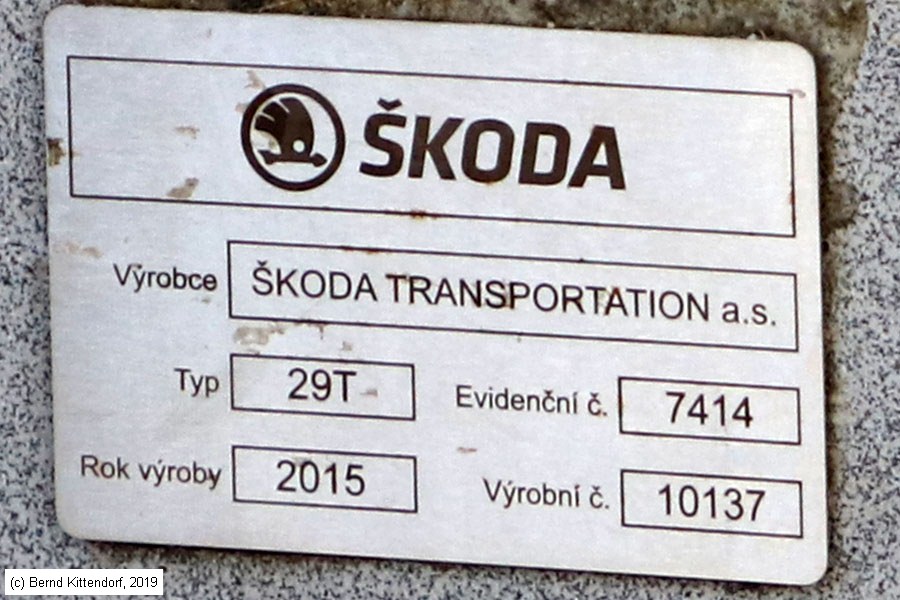 ŠKODA
Výrobce ŠKODA TRANSPORTATION a.s.
Typ 29T Evidenční č. 7414
Rok výroby 2015 Výrobní č. 10137
(c) Bernd Kittendorf, 2019